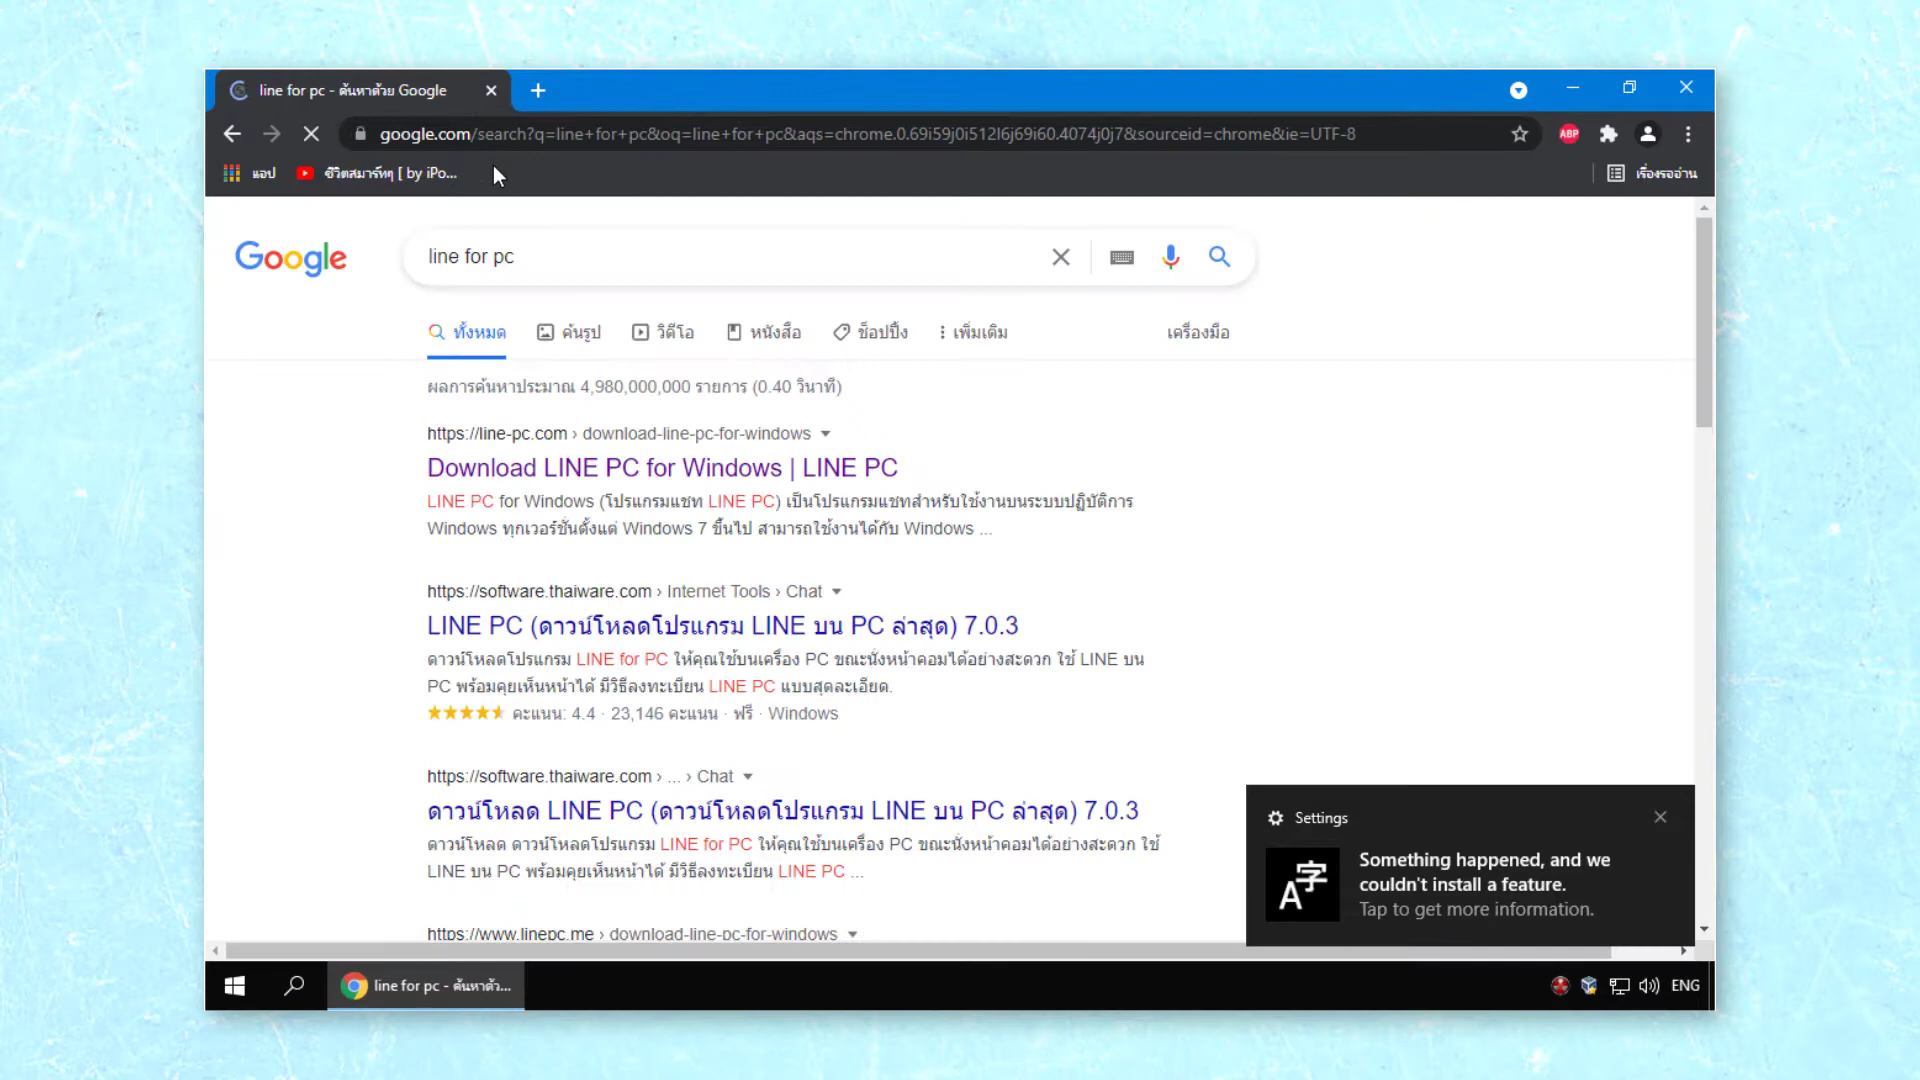 line for pc - ค้นหาด้วย Google
google.com/search?q=line+for+pc&oq=line+for+pc&aqs=chrome.0.69i59j0i512l6j69i60.4074j0j7&sourceid=chrome&ie=UTF-8
ABP
แอป
ชีวิตสมาร์ทๆ [ by iPo...
เรื่องรออ่าน
Google
line for pc
ทั้งหมด
ค้นรูป
วิดีโอ
หนังสือ
ช็อปปิ้ง
เพิ่มเติม
เครื่องมือ
ผลการค้นหาประมาณ 4,980,000,000 รายการ (0.40 วินาที)
https://line-pc.com › download-line-pc-for-windows
Download LINE PC for Windows | LINE PC
LINE PC for Windows (โปรแกรมแชท LINE PC) เป็นโปรแกรมแชทสำหรับใช้งานบนระบบปฏิบัติการ
Windows ทุกเวอร์ชั่นตั้งแต่ Windows 7 ขึ้นไป สามารถใช้งานได้กับ Windows ...
https://software.thaiware.com › Internet Tools › Chat
LINE PC (ดาวน์โหลดโปรแกรม LINE บน PC ล่าสุด) 7.0.3
ดาวน์โหลดโปรแกรม LINE for PC ให้คุณใช้บนเครื่อง PC ขณะนั่งหน้าคอมได้อย่างสะดวก ใช้ LINE บน
PC พร้อมคุยเห็นหน้าได้ มีวิธีลงทะเบียน LINE PC แบบสุดละเอียด.
คะแนน: 4.4 · 23,146 คะแนน · ฟรี · Windows
https://software.thaiware.com › ... › Chat
ดาวน์โหลด LINE PC (ดาวน์โหลดโปรแกรม LINE บน PC ล่าสุด) 7.0.3
ดาวน์โหลด ดาวน์โหลดโปรแกรม LINE for PC ให้คุณใช้บนเครื่อง PC ขณะนั่งหน้าคอมได้อย่างสะดวก ใช้
LINE บน PC พร้อมคุยเห็นหน้าได้ มีวิธีลงทะเบียน LINE PC ...
https://www.linepc.me › download-line-pc-for-windows
Settings
A字
Something happened, and we
couldn't install a feature.
Tap to get more information.
line for pc - ค้นหาด้ว...
ENG